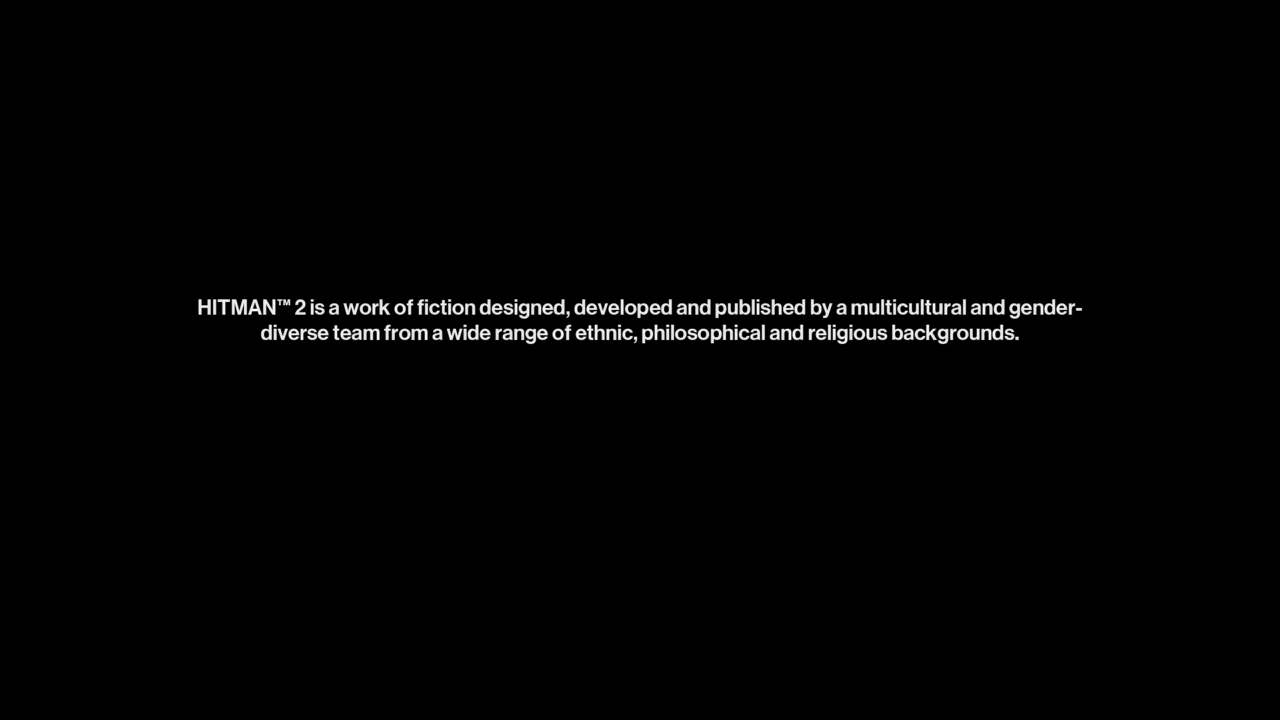 HITMAN™ 2 is a work of fiction designed, developed and published by a multicultural and gender-
diverse team from a wide range of ethnic, philosophical and religious backgrounds.